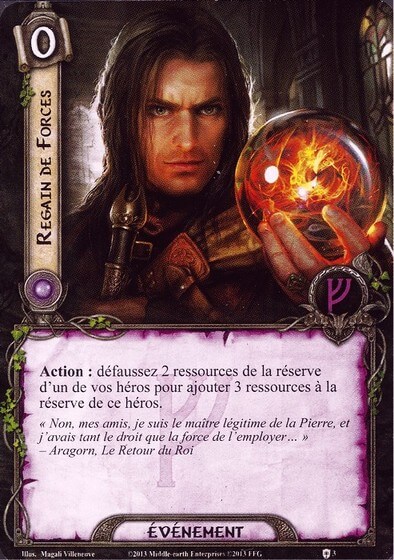 0
REGAIN DE FORCES
Action : défaussez 2 ressources de la réserve
d'un de vos héros pour ajouter 3 ressources à la
réserve de ce héros.
« Non, mes amis, je suis le maître légitime de la Pierre, et
j'avais tant le droit que la force de l'employer… »
– Aragorn, Le Retour du Roi
ÉVÉNEMENT
Illus. Magali Villeneuve ©2013 Middle-earth Enterprises ©2013 FFG 3